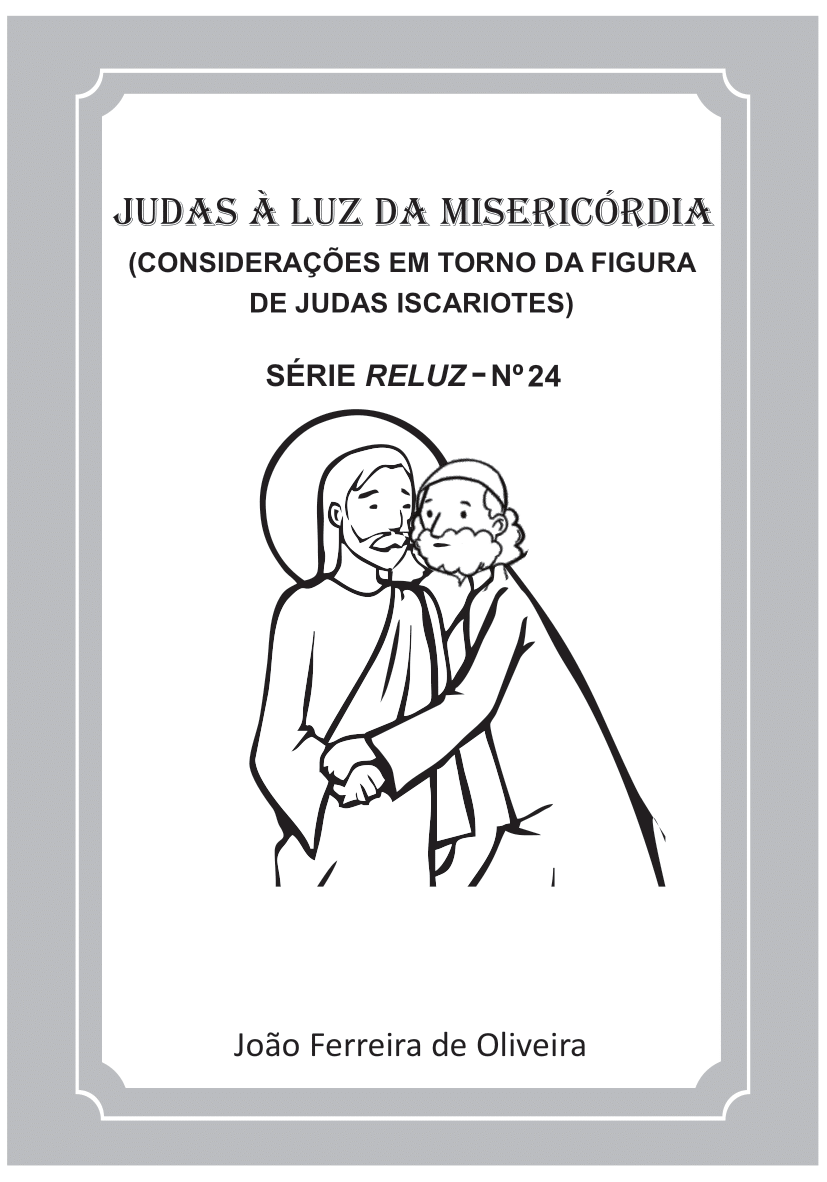 JUDAS À LUZ DA MISERICÓRDIA
(CONSIDERAÇÕES EM TORNO DA FIGURA
DE JUDAS ISCARIOTES)
SÉRIE RELUZ - Nº 24
João Ferreira de Oliveira